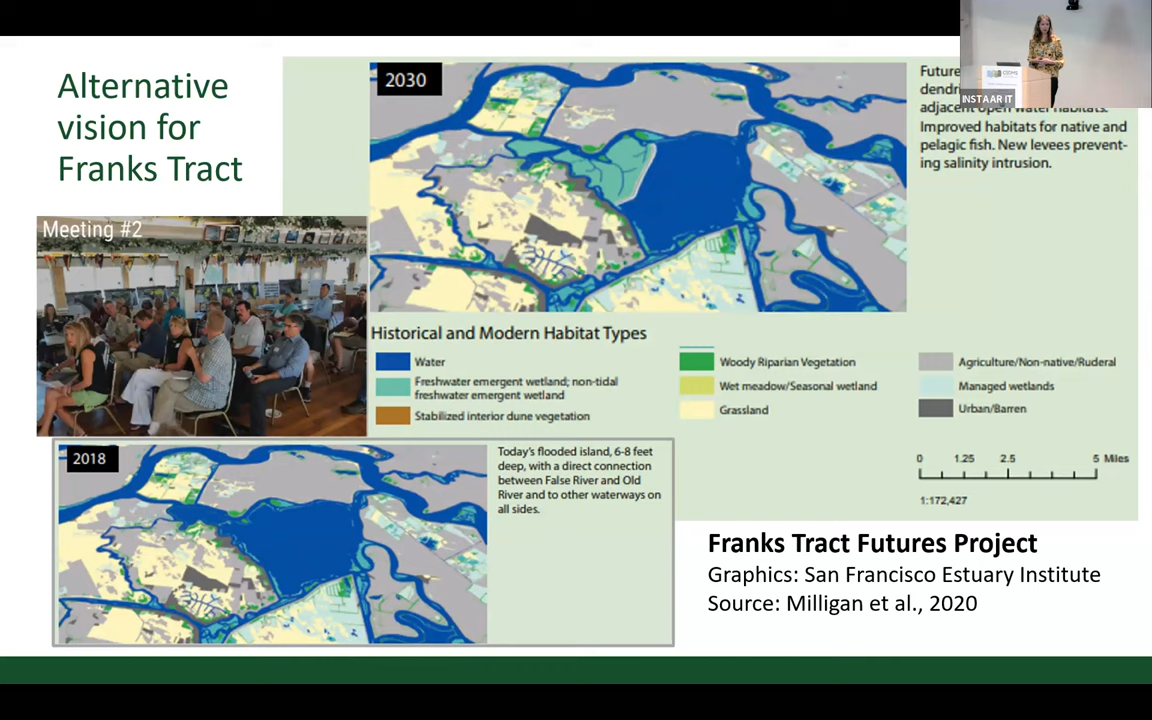 Alternative
vision for
Franks Tract
2030
Future
dendri
adjacent open water habitats.
Improved habitats for native and
pelagic fish. New levees prevent-
ing salinity intrusion.
INSTAAR IT
Meeting #2
Historical and Modern Habitat Types
Water
Freshwater emergent wetland; non-tidal
freshwater emergent wetland
Stabilized interior dune vegetation
Woody Riparian Vegetation
Wet meadow/Seasonal wetland
Grassland
Agriculture/Non-native/Ruderal
Managed wetlands
Urban/Barren
0 1.25 2.5 5 Miles
1:172,427
2018
Today's flooded island, 6-8 feet
deep, with a direct connection
between False River and Old
River and to other waterways on
all sides.
Franks Tract Futures Project
Graphics: San Francisco Estuary Institute
Source: Milligan et al., 2020